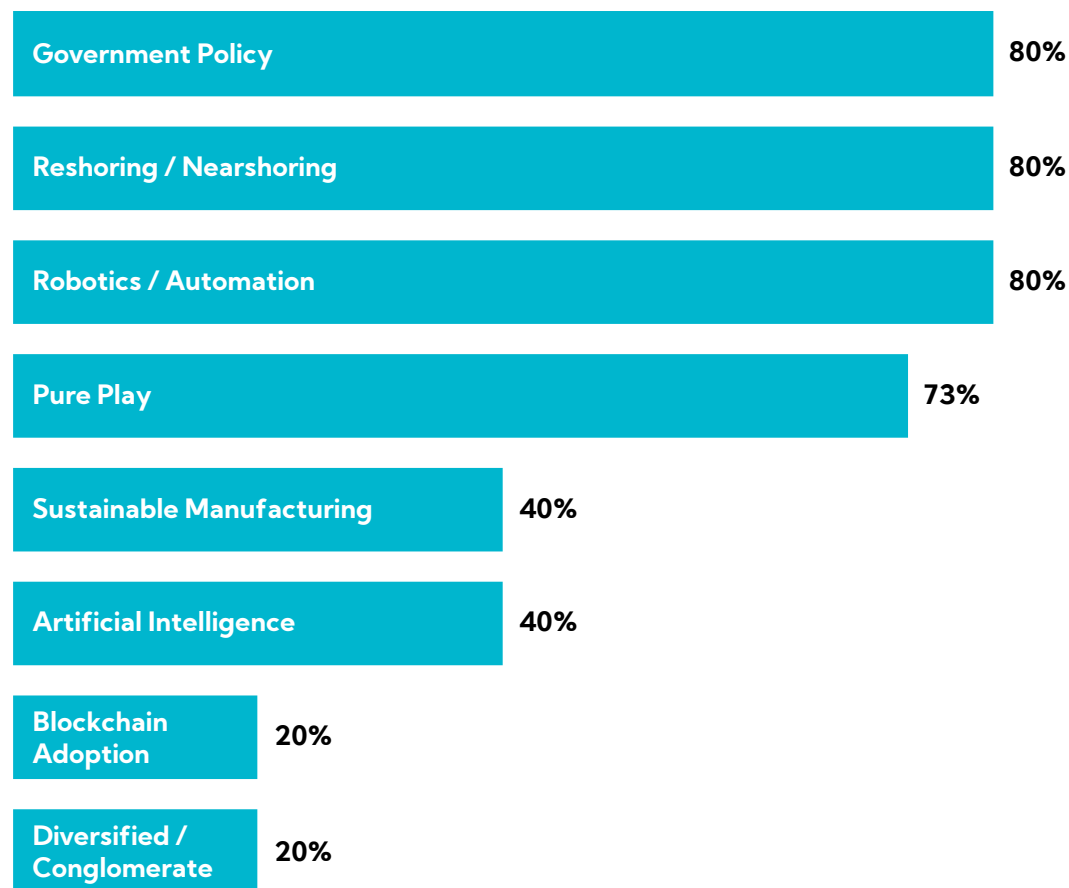 Government Policy 80%
Reshoring / Nearshoring 80%
Robotics / Automation 80%
Pure Play 73%
Sustainable Manufacturing 40%
Artificial Intelligence 40%
Blockchain
Adoption
20%
Diversified /
Conglomerate
20%